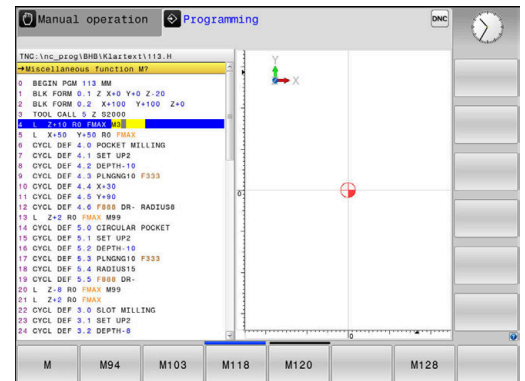 Manual operation
Programming
DNC
TNC:\nc_prog\BHB\Klartext\113.H
→Miscellaneous function M?
0 BEGIN PGM 113 MM
1 BLK FORM 0.1 Z X+0 Y+0 Z-20
2 BLK FORM 0.2 X+100 Y+100 Z+0
3 TOOL CALL 5 Z S2000
4 L Z+10 R0 FMAX M3
5 L X+50 Y+50 R0 FMAX
6 CYCL DEF 4.0 POCKET MILLING
7 CYCL DEF 4.1 SET UP2
8 CYCL DEF 4.2 DEPTH-10
9 CYCL DEF 4.3 PLNGNG10 F333
10 CYCL DEF 4.4 X+30
11 CYCL DEF 4.5 Y+90
12 CYCL DEF 4.6 F888 DR- RADIUS8
13 L Z+2 R0 FMAX M99
14 CYCL DEF 5.0 CIRCULAR POCKET
15 CYCL DEF 5.1 SET UP2
16 CYCL DEF 5.2 DEPTH-10
17 CYCL DEF 5.3 PLNGNG10 F333
18 CYCL DEF 5.4 RADIUS15
19 CYCL DEF 5.5 F888 DR-
20 L Z-8 R0 FMAX M99
21 L Z+2 R0 FMAX
22 CYCL DEF 3.0 SLOT MILLING
23 CYCL DEF 3.1 SET UP2
24 CYCL DEF 3.2 DEPTH-8
Y
X
0
0
M M94 M103 M118 M120 M128